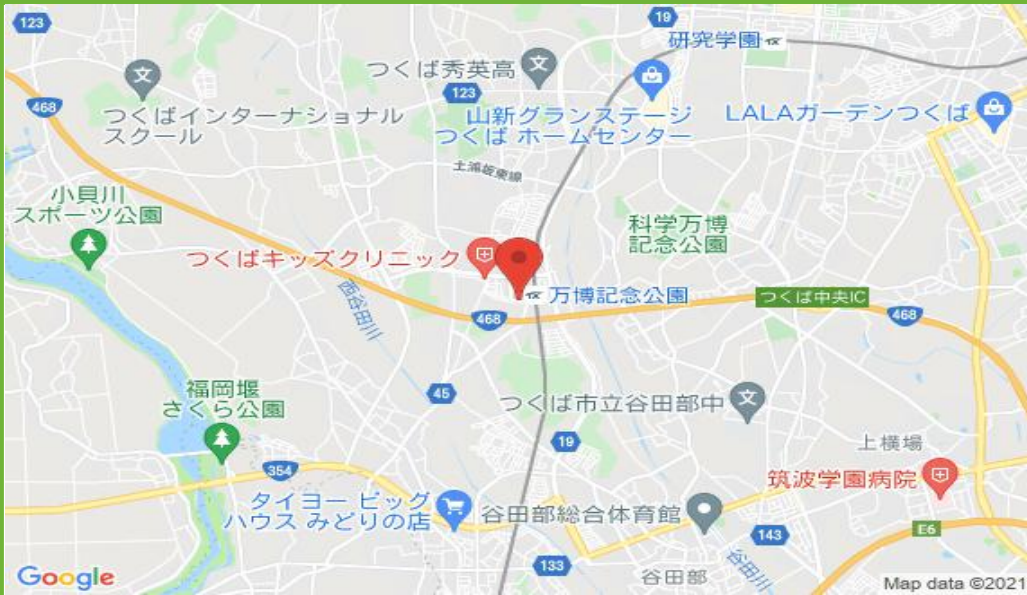 123
19
研究学園
つくば秀英高
468
123
つくばインターナショナル
スクール
山新グランステージ
つくば ホームセンター
LALAガーデンつくば
土浦坂東線
小貝川
スポーツ公園
科学万博
記念公園
つくばキッズクリニック
万博記念公園
つくば中央IC
西谷田川
468
468
45
福岡堰
さくら公園
つくば市立谷田部中
19
上横場
354
筑波学園病院
タイヨー ビッグ
ハウス みどりの店
谷田部総合体育館
143
E6
133
谷田部
谷田川
Google
Map data ©2021